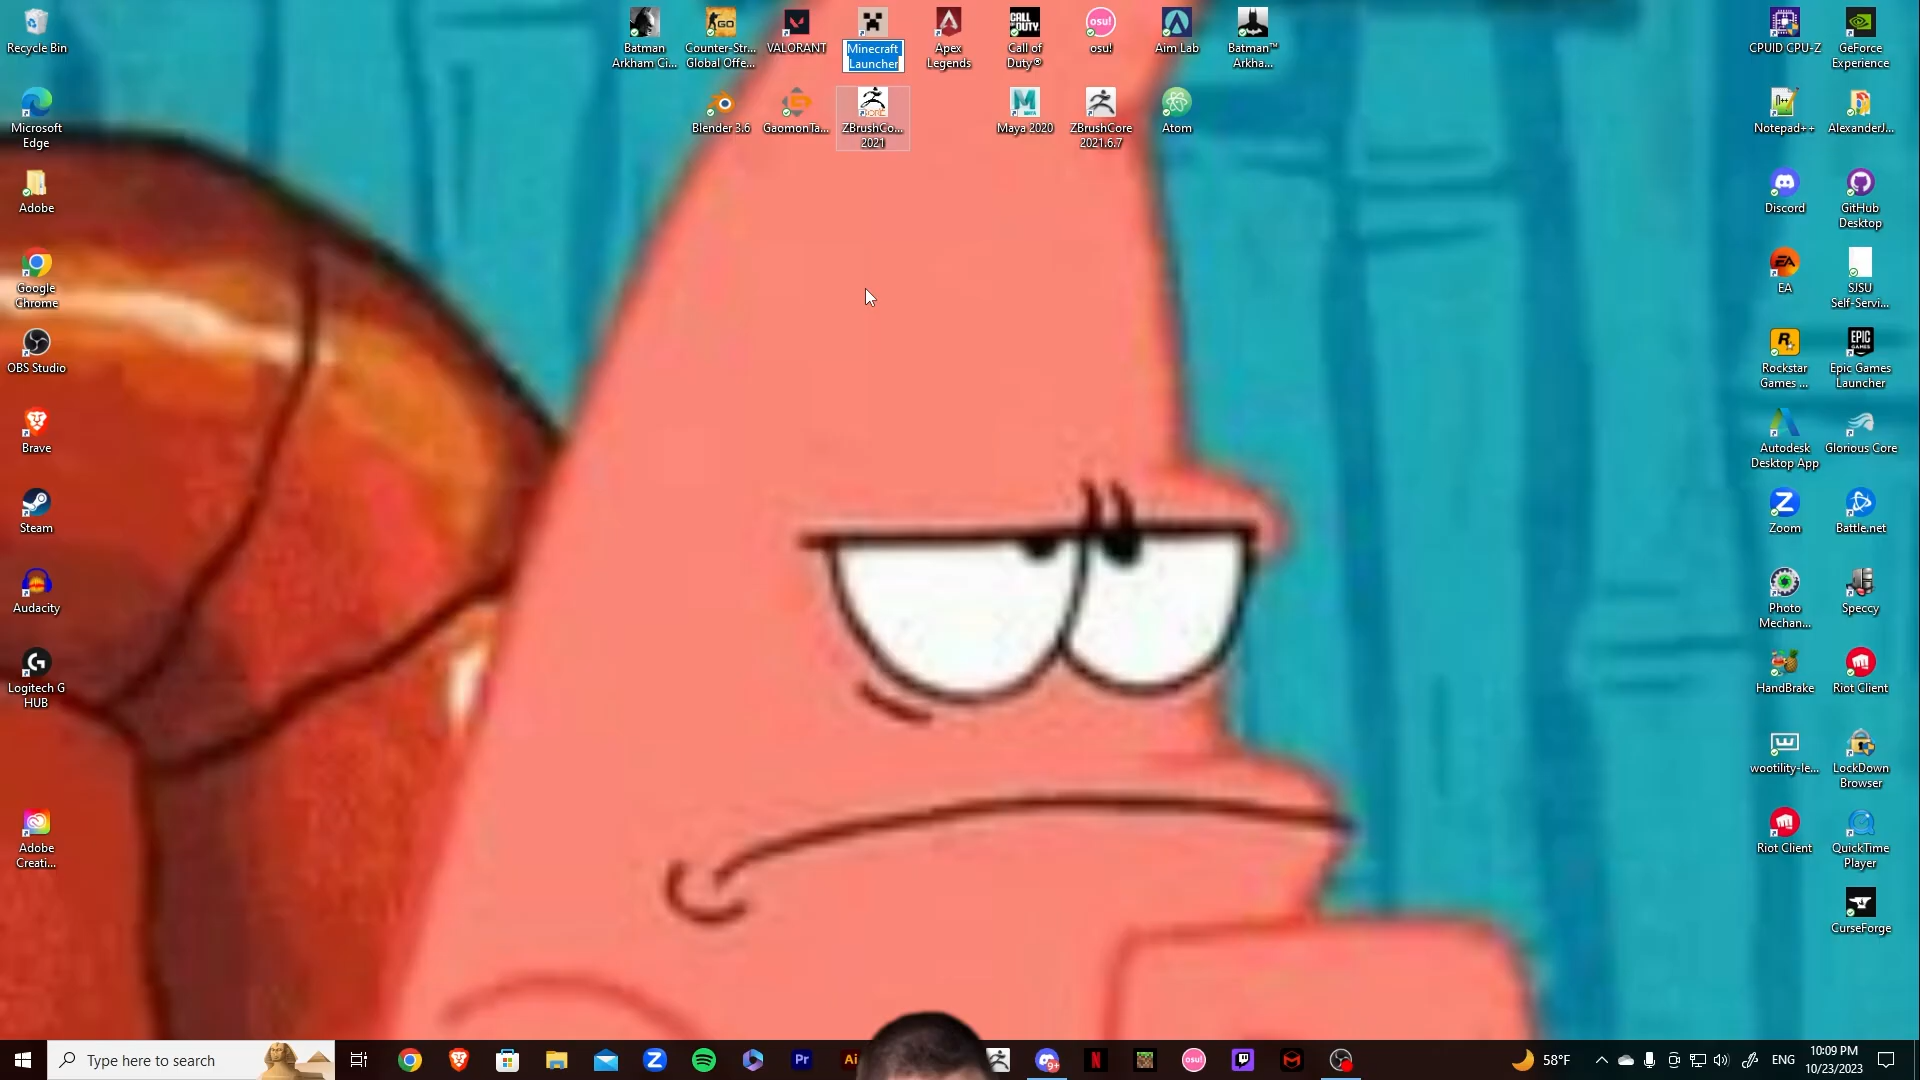 Recycle Bin
Batman
Arkham Ci...
Counter-Str...
Global Offe...
VALORANT
Minecraft
Launcher
Apex
Legends
Call of
Duty®
osu!
Aim Lab
Batman™
Arkha...
CPUID CPU-Z
GeForce
Experience
Microsoft
Edge
Blender 3.6
GaomonTa...
ZBrushCo...
2021
Maya 2020
ZBrushCore
2021.6.7
Atom
Notepad++
AlexanderJ...
Adobe
Discord
GitHub
Desktop
Google
Chrome
EA
SJSU
Self-Servi...
OBS Studio
Rockstar
Games ...
Epic Games
Launcher
Brave
Autodesk
Desktop App
Glorious Core
Steam
Zoom
Battle.net
Audacity
Photo
Mechan...
Speccy
Logitech G
HUB
HandBrake
Riot Client
wootility-le...
LockDown
Browser
Adobe
Creati...
Riot Client
QuickTime
Player
CurseForge
Type here to search
Pr
Ai
osu!
9+
58°F
ENG
10:09 PM
10/23/2023